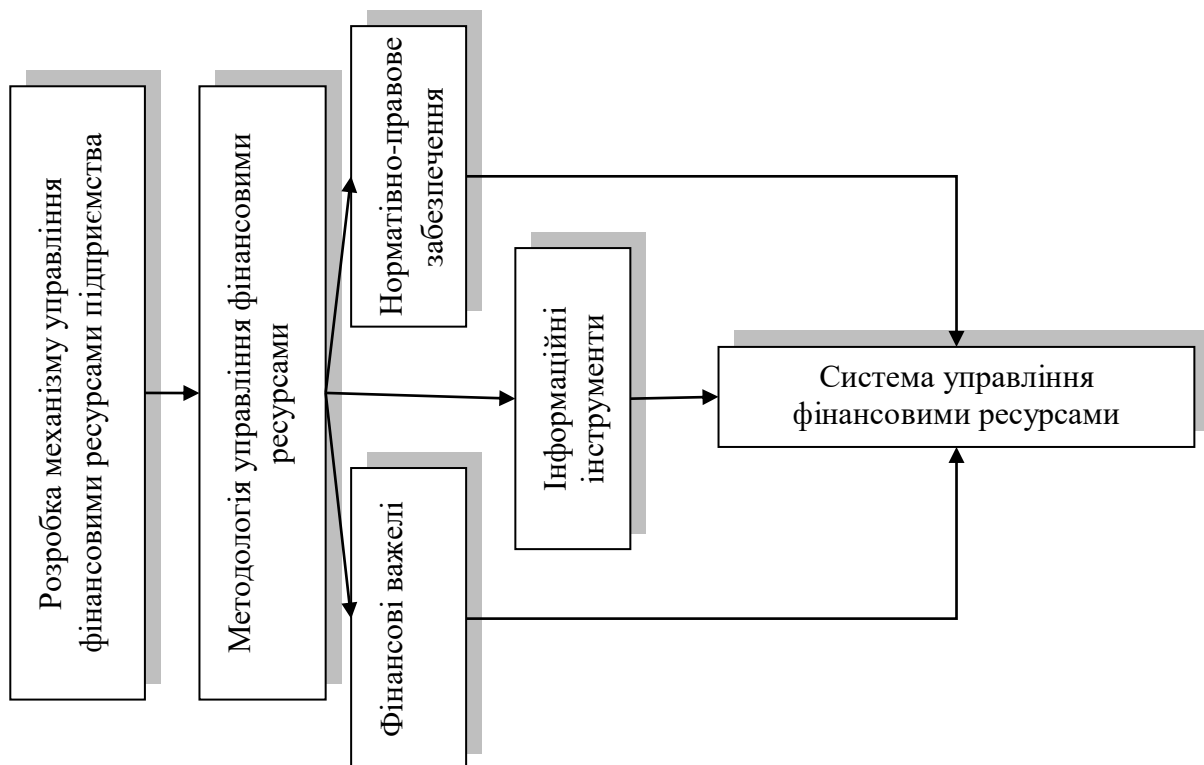 Розробка механізму управління
фінансовими ресурсами підприємства
Методологія управління фінансовими
ресурсами
Норматівно-правове
забезпечення
Інформаційні
інструменти
Фінансові важелі
Система управління
фінансовими ресурсами